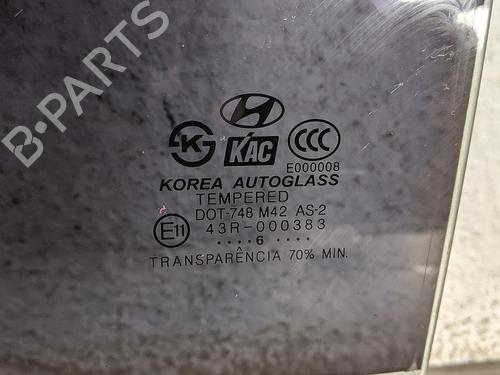 B-PARTS
K KAC CCC
E000008
KOREA AUTOGLASS
TEMPERED
DOT-748 M42 AS-2
E11 43R-000383
....6 ....
TRANSPARÊNCIA 70% MIN.